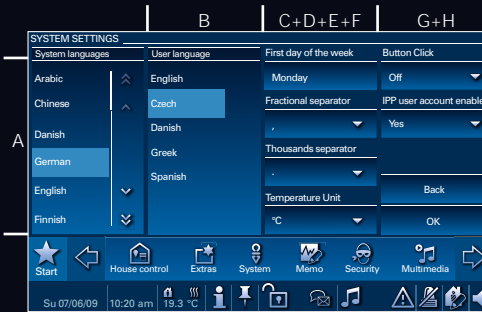 B
C+D+E+F
G+H
A
SYSTEM SETTINGS
System languages
User language
First day of the week
Button Click
Arabic
English
Monday
Off
Chinese
Czech
Fractional separator
IPP user account enable
Danish
Danish
,
Yes
German
Greek
Thousands separator
Spanish
.
English
Temperature Unit
Back
Finnish
°C
OK
Start
House control
Extras
System
Memo
Security
Multimedia
Su 07/06/09
10:20 am
19.3 °C